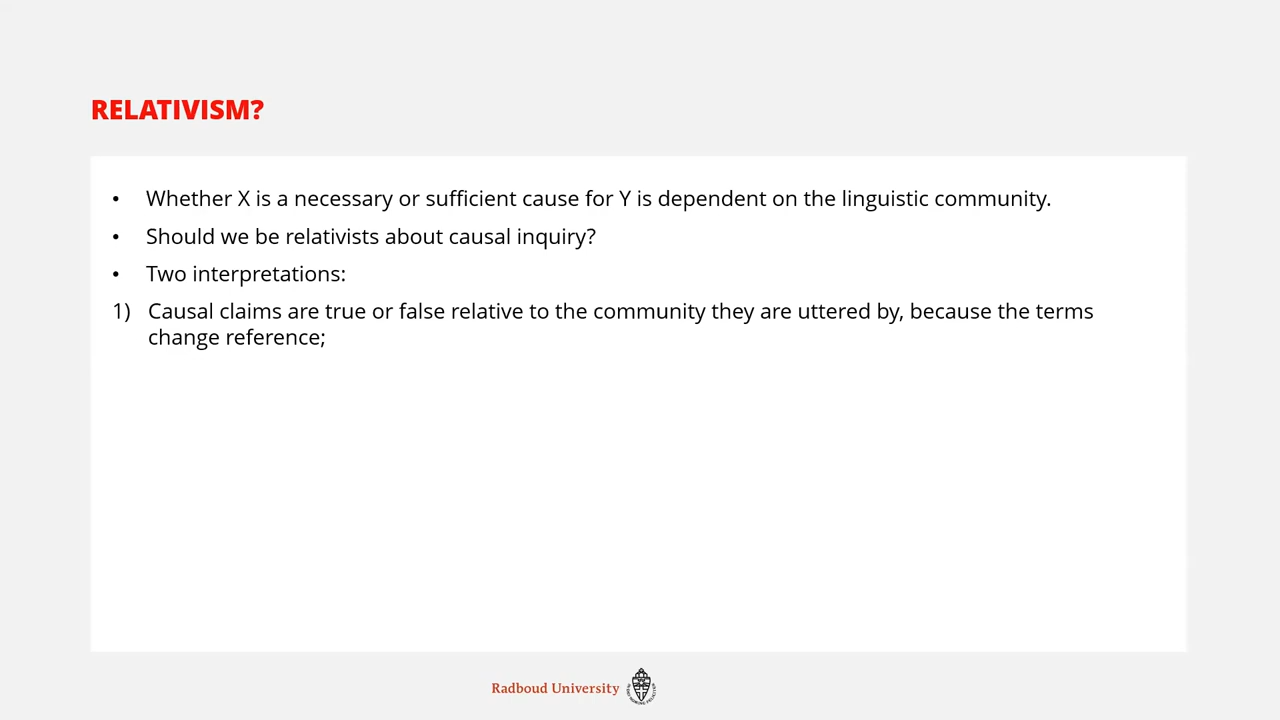 RELATIVISM?
• Whether X is a necessary or sufficient cause for Y is dependent on the linguistic community.
• Should we be relativists about causal inquiry?
• Two interpretations:
1) Causal claims are true or false relative to the community they are uttered by, because the terms
change reference;
Radboud University